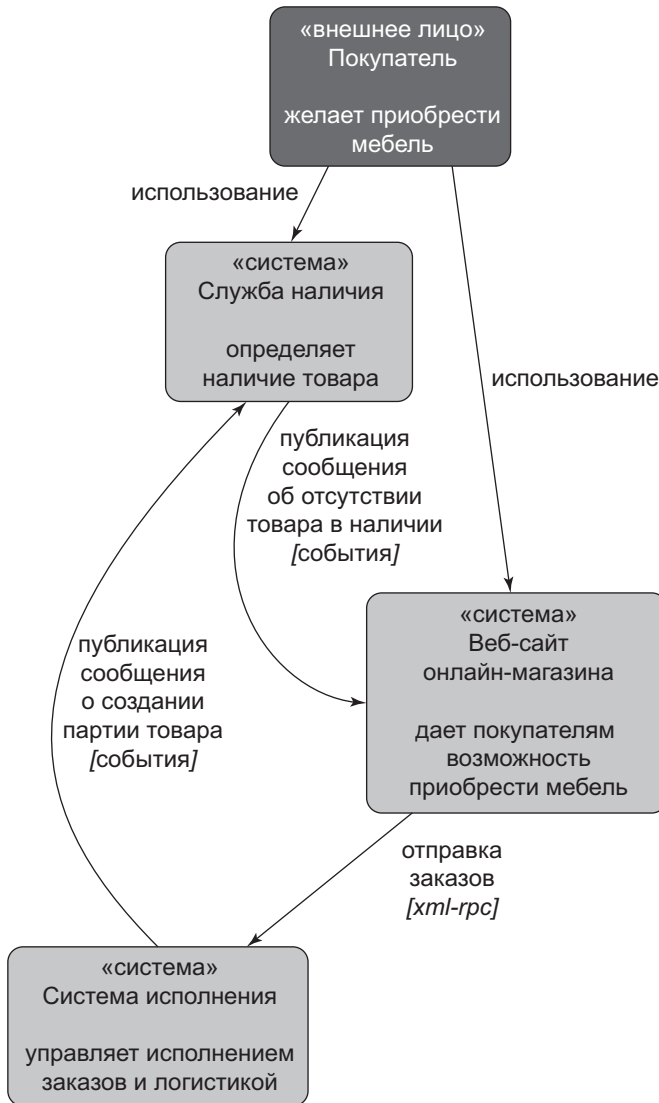 «внешнее лицо»
Покупатель
желает приобрести
мебель
использование
«система»
Служба наличия
определяет
наличие товара
использование
публикация
сообщения
об отсутствии
товара в наличии
[события]
«система»
Веб-сайт
онлайн-магазина
дает покупателям
возможность
приобрести мебель
публикация
сообщения
о создании
партии товара
[события]
отправка
заказов
[xml-rpc]
«система»
Система исполнения
управляет исполнением
заказов и логистикой